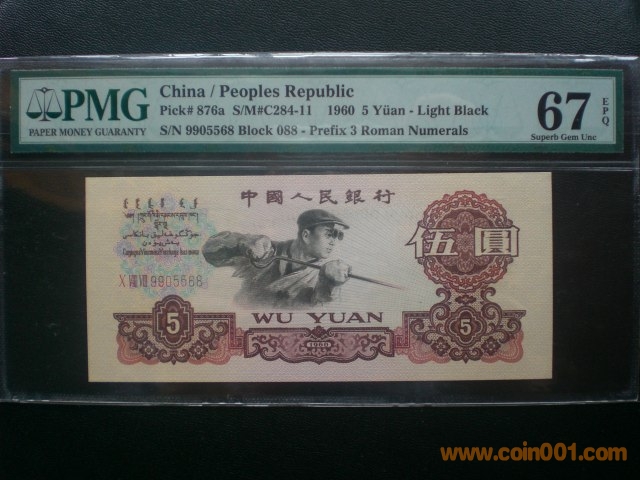 PMG
PAPER MONEY GUARANTY
China / Peoples Republic
Pick# 876a S/M#C284-11 1960 5 Yüan - Light Black
S/N 9905568 Block 088 - Prefix 3 Roman Numerals
67 EPQ
Superb Gem Unc
中國人民銀行
伍圓
9905568
5
WU YUAN
1960
5
www.coin001.com